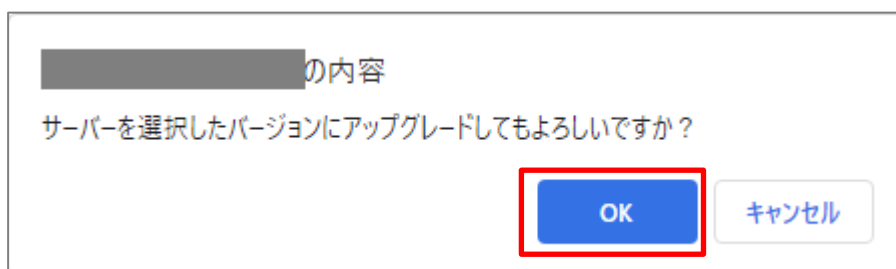 の内容
サーバーを選択したバージョンにアップグレードしてもよろしいですか？
OK
キャンセル